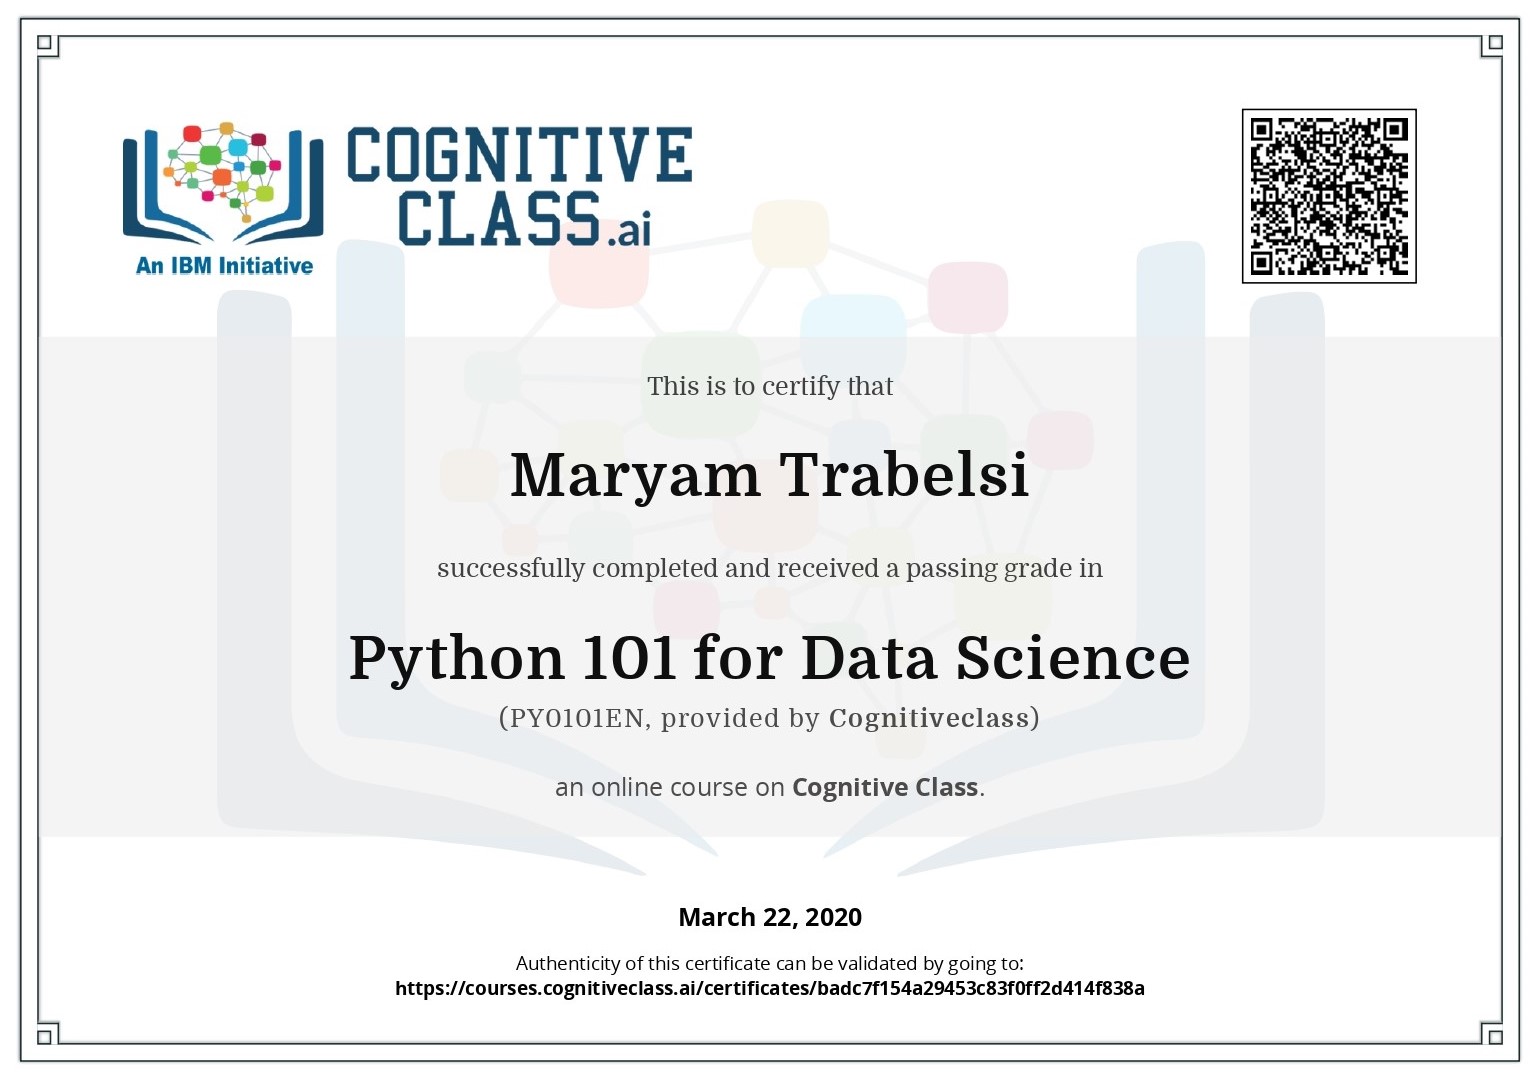 COGNITIVE
CLASS.ai
An IBM Initiative
This is to certify that
Maryam Trabelsi
successfully completed and received a passing grade in
Python 101 for Data Science
(PY0101EN, provided by Cognitiveclass)
an online course on Cognitive Class.
March 22, 2020
Authenticity of this certificate can be validated by going to:
https://courses.cognitiveclass.ai/certificates/badc7f154a29453c83f0ff2d414f838a